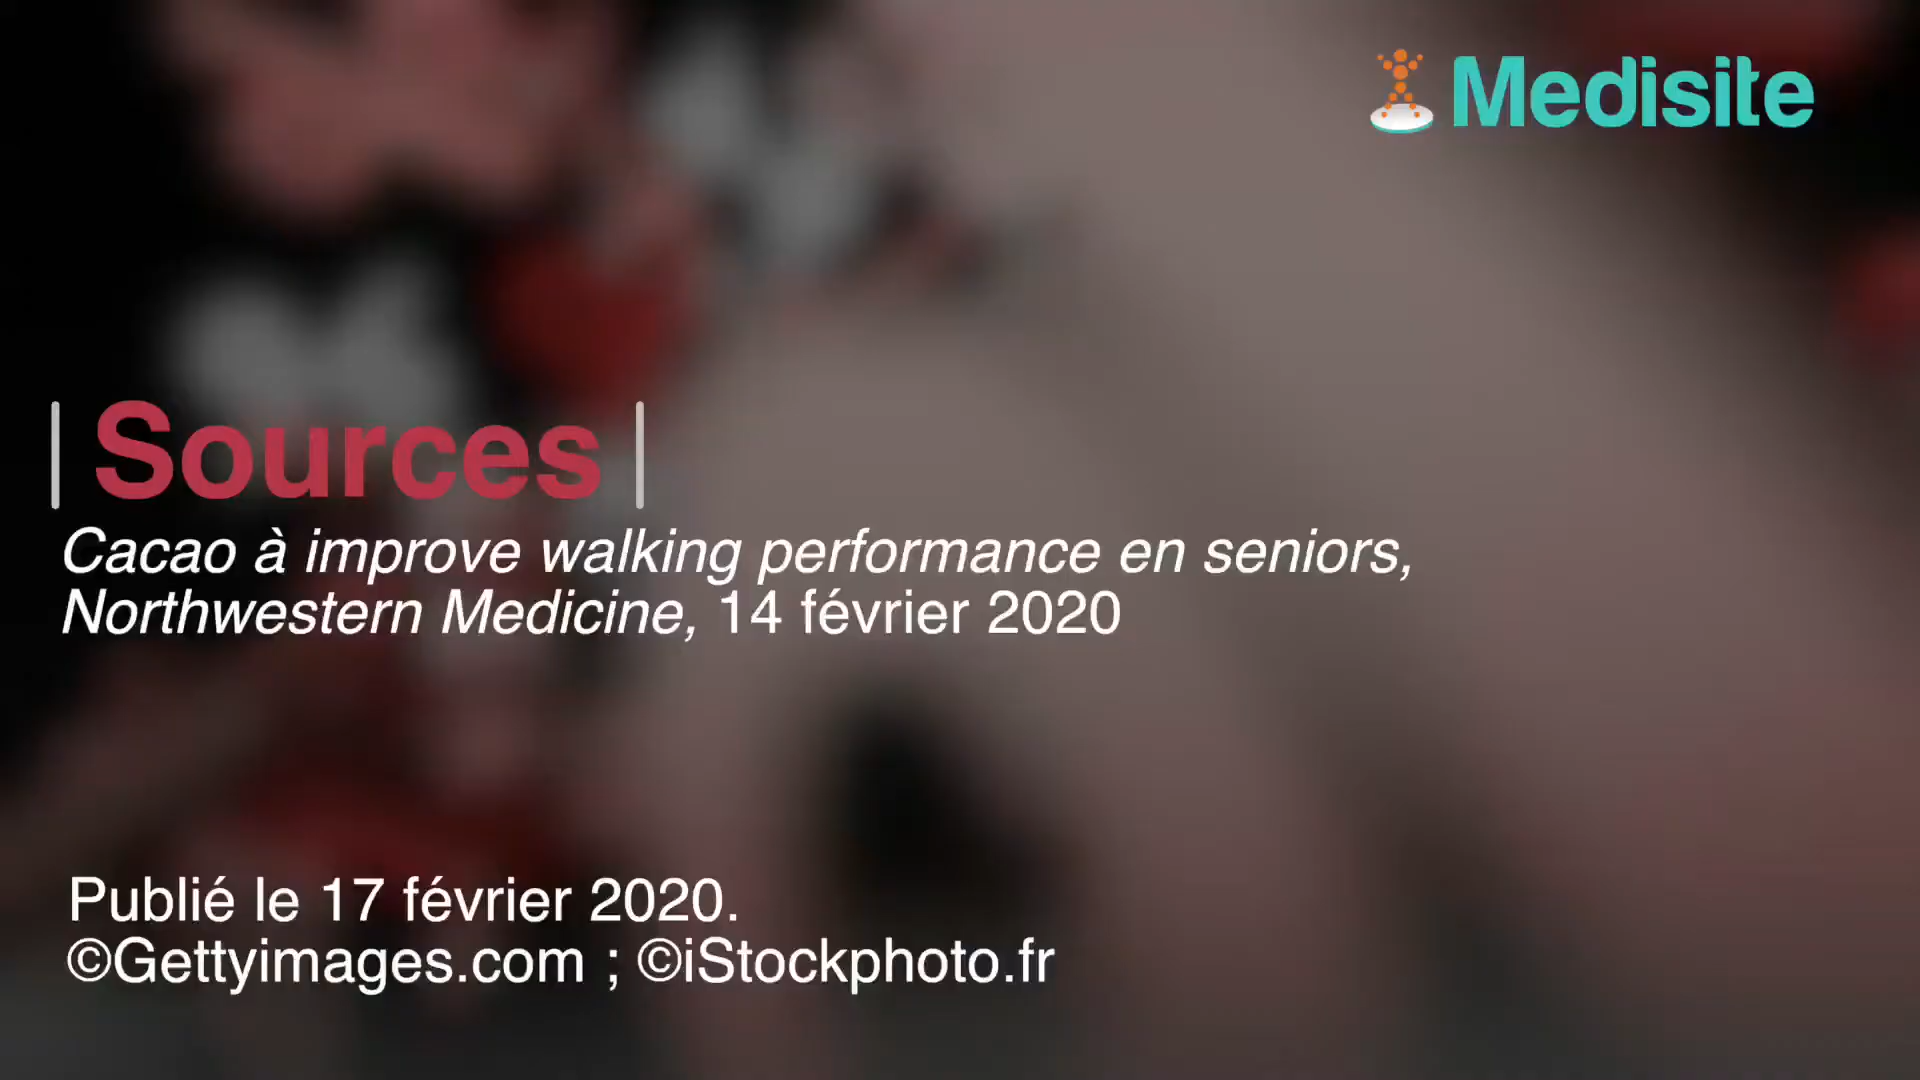 Medisite
Sources
Cacao à improve walking performance en seniors,
Northwestern Medicine, 14 février 2020
Publié le 17 février 2020.
©Gettyimages.com ; ©iStockphoto.fr